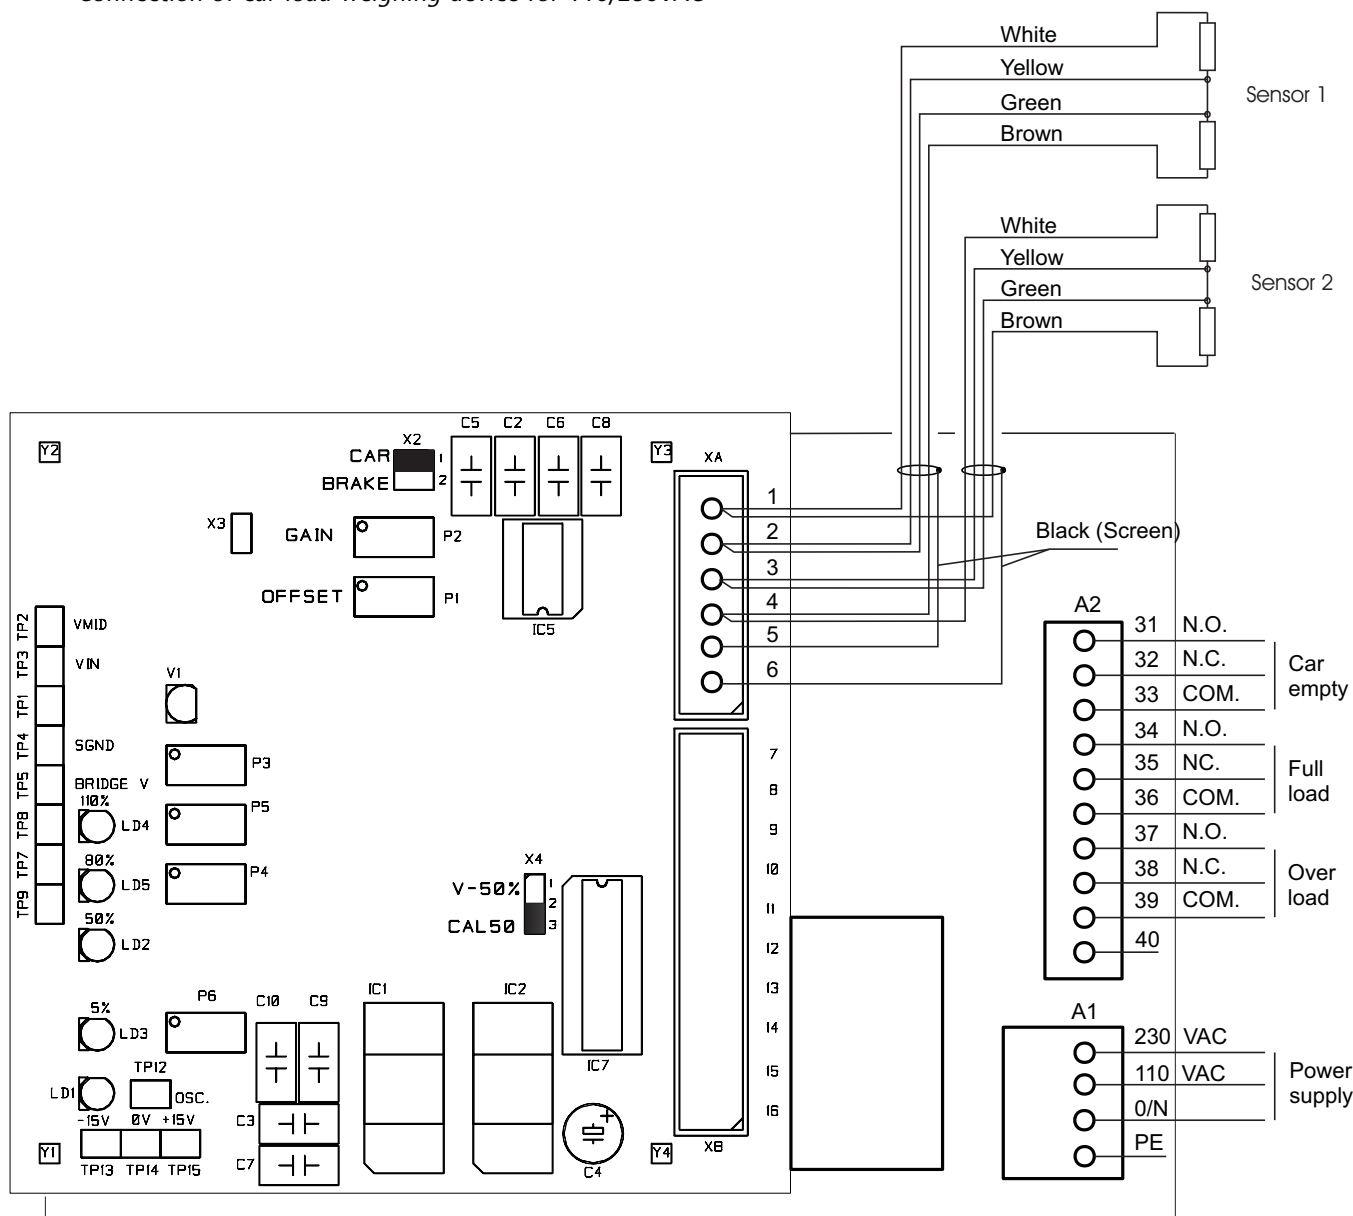 White
Yellow
Green
Brown
Sensor 1
White
Yellow
Green
Brown
Sensor 2
Y2
X2
CAR 1
BRAKE 2
C5 C2 C6 C8
Y3
XA
X3
GAIN P2
OFFSET P1
IC5
1
2
3
4
5
6
Black (Screen)
TP2 VMID
TP3 VIN
TP1
TP4 SGND
TP5 BRIDGE V
TP8
TP7
TP9
V1
P3
110% LD4 P5
80% LD5 P4
50% LD2
X4
V-50% 1
2
CAL50 3
IC7
7
8
9
10
11
12
13
14
15
16
XB
A2
31 N.O.
32 N.C.
33 COM.
Car
empty
34 N.O.
35 NC.
36 COM.
Full
load
37 N.O.
38 N.C.
39 COM.
Over
load
40
A1
230 VAC
110 VAC
0/N
PE
Power
supply
5% LD3
P6
C10 C9
IC1
IC2
TP12
LD1 OSC.
-15V 0V +15V
C3
C7
C4
Y1
TP13 TP14 TP15
Y4